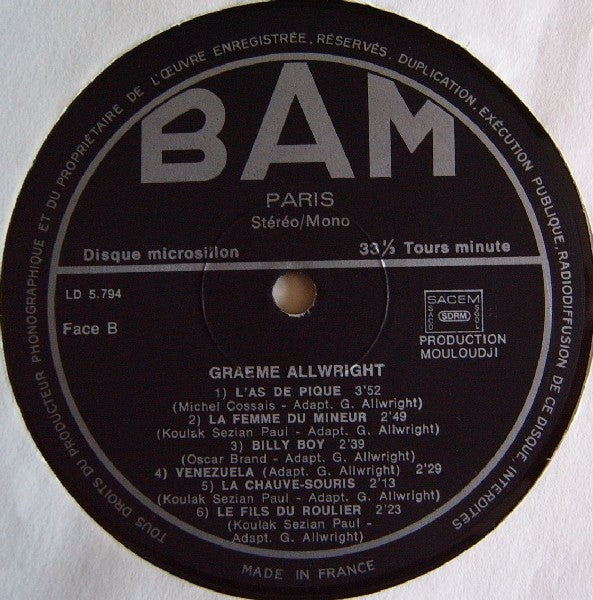 TOUS DROITS DU PRODUCTEUR PHONOGRAPHIQUE ET DU PROPRIÉTAIRE DE L'ŒUVRE ENREGISTRÉE, RÉSERVÉS. DUPLICATION, EXÉCUTION PUBLIQUE, RADIODIFFUSION DE CE DISQUE, INTERDITES
BAM
PARIS
Stéréo/Mono
Disque microsillon 33⅓ Tours minute
LD 5.794
SACEM
SACD SDRM SGDL
Face B
PRODUCTION
MOULOUDJI
GRAEME ALLWRIGHT
1) L'AS DE PIQUE 3'52
(Michel Cossais - Adapt. G. Allwright)
2) LA FEMME DU MINEUR 2'49
(Koulak Sezian Paul - Adapt. G. Allwright)
3) BILLY BOY 2'39
(Oscar Brand - Adapt. G. Allwright)
4) VENEZUELA (Adapt. G. Allwright) 2'29
5) LA CHAUVE-SOURIS 2'13
(Koulak Sezian Paul - Adapt. G. Allwright)
6) LE FILS DU ROULIER 2'23
(Koulak Sezian Paul -
Adapt. G. Allwright)
MADE IN FRANCE